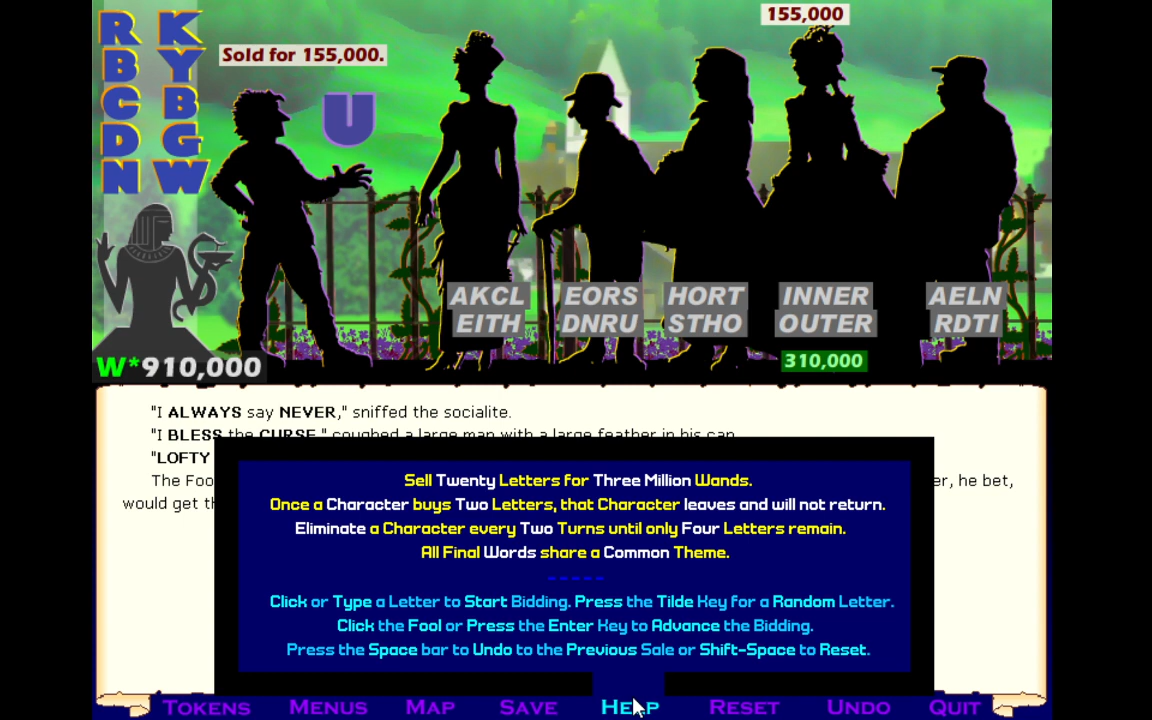 R K
B Y
C B
D G
N W
Sold for 155,000.
U
155,000
AKCL
EITH
EORS
DNRU
HORT
STHO
INNER
OUTER
AELN
RDTI
W*910,000
310,000
"I ALWAYS say NEVER," sniffed the socialite.
"I BLESS the CURSE," coughed a large man with a large feather in his cap.
"LOFTY
The Foo er, he bet,
would get th
Sell Twenty Letters for Three Million Wands.
Once a Character buys Two Letters, that Character leaves and will not return.
Eliminate a Character every Two Turns until only Four Letters remain.
All Final Words share a Common Theme.
-----
Click or Type a Letter to Start Bidding. Press the Tilde Key for a Random Letter.
Click the Fool or Press the Enter Key to Advance the Bidding.
Press the Space bar to Undo to the Previous Sale or Shift-Space to Reset.
TOKENS MENUS MAP SAVE HELP RESET UNDO QUIT